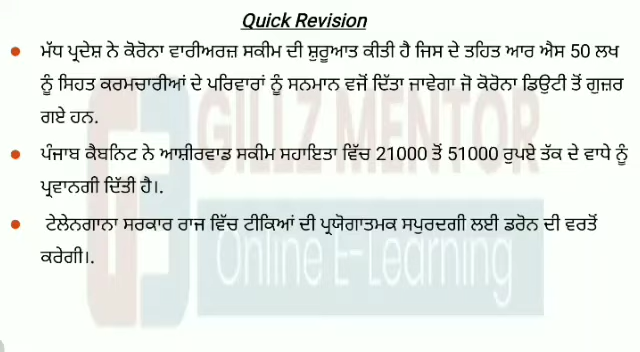 Quick Revision
ਮੱਧ ਪ੍ਰਦੇਸ਼ ਨੇ ਕੋਰੋਨਾ ਵਾਰੀਅਰਜ਼ ਸਕੀਮ ਦੀ ਸ਼ੁਰੂਆਤ ਕੀਤੀ ਹੈ ਜਿਸ ਦੇ ਤਹਿਤ ਆਰ ਐਸ 50 ਲਖ
ਨੂੰ ਸਿਹਤ ਕਰਮਚਾਰੀਆਂ ਦੇ ਪਰਿਵਾਰਾਂ ਨੂੰ ਸਨਮਾਨ ਵਜੋਂ ਦਿੱਤਾ ਜਾਵੇਗਾ ਜੋ ਕੋਰੋਨਾ ਡਿਉਟੀ ਤੋਂ ਗੁਜ਼ਰ
ਗਏ ਹਨ.
ਪੰਜਾਬ ਕੈਬਨਿਟ ਨੇ ਆਸ਼ੀਰਵਾਡ ਸਕੀਮ ਸਹਾਇਤਾ ਵਿੱਚ 21000 ਤੋਂ 51000 ਰੁਪਏ ਤੱਕ ਦੇ ਵਾਧੇ ਨੂੰ
ਪ੍ਰਵਾਨਗੀ ਦਿੱਤੀ ਹੈ।.
ਟੇਲੇਨਗਾਨਾ ਸਰਕਾਰ ਰਾਜ ਵਿੱਚ ਟੀਕਿਆਂ ਦੀ ਪ੍ਰਯੋਗਾਤਮਕ ਸਪੁਰਦਗੀ ਲਈ ਡਰੋਨ ਦੀ ਵਰਤੋਂ
ਕਰੇਗੀ।.
GILLZ MENTOR
Online E-Learning